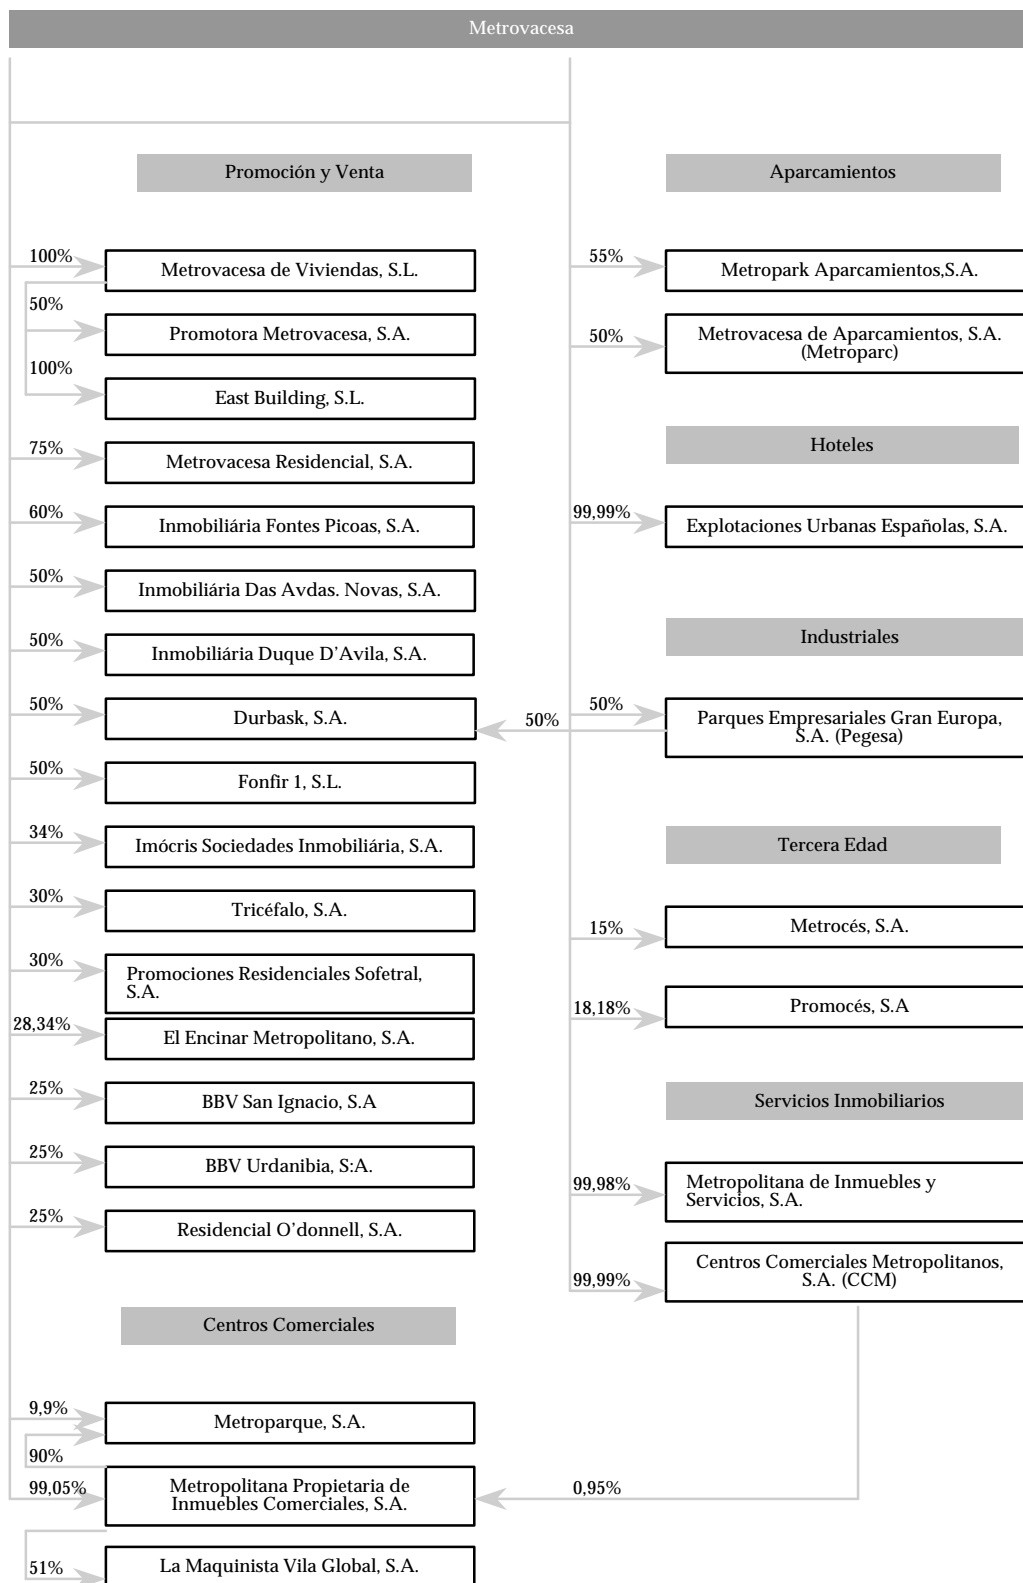 Metrovacesa
Promoción y Venta
100%
Metrovacesa de Viviendas, S.L.
50%
Promotora Metrovacesa, S.A.
100%
East Building, S.L.
75%
Metrovacesa Residencial, S.A.
60%
Inmobiliária Fontes Picoas, S.A.
50%
Inmobiliária Das Avdas. Novas, S.A.
50%
Inmobiliária Duque D’Avila, S.A.
50%
Durbask, S.A.
50%
50%
Fonfir 1, S.L.
34%
Imócris Sociedades Inmobiliária, S.A.
30%
Tricéfalo, S.A.
30%
Promociones Residenciales Sofetral,
S.A.
28,34%
El Encinar Metropolitano, S.A.
25%
BBV San Ignacio, S.A
25%
BBV Urdanibia, S:A.
25%
Residencial O’donnell, S.A.
Centros Comerciales
9,9%
Metroparque, S.A.
90%
99,05%
Metropolitana Propietaria de
Inmuebles Comerciales, S.A.
0,95%
51%
La Maquinista Vila Global, S.A.
Aparcamientos
55%
Metropark Aparcamientos,S.A.
50%
Metrovacesa de Aparcamientos, S.A.
(Metroparc)
Hoteles
99,99%
Explotaciones Urbanas Españolas, S.A.
Industriales
50%
Parques Empresariales Gran Europa,
S.A. (Pegesa)
Tercera Edad
15%
Metrocés, S.A.
18,18%
Promocés, S.A
Servicios Inmobiliarios
99,98%
Metropolitana de Inmuebles y
Servicios, S.A.
99,99%
Centros Comerciales Metropolitanos,
S.A. (CCM)